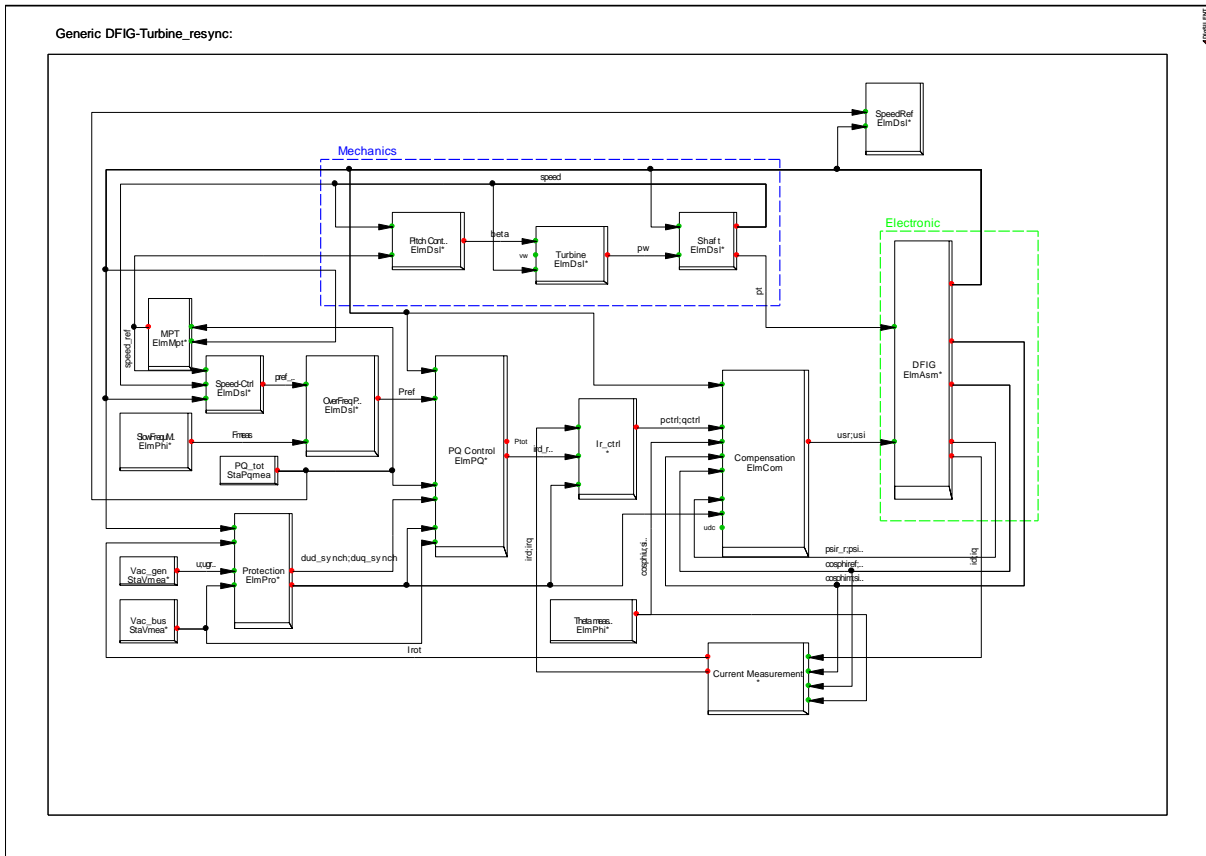 Generic DFIG-Turbine_resync:
DIgSILENT
SpeedRef
ElmDsl*
Mechanics
speed
Electronic
Pitch Cont..
ElmDsl*
beta
vw
Turbine
ElmDsl*
pw
Shaft
ElmDsl*
pt
speed_ref
MPT
ElmMpt*
DFIG
ElmAsm*
Speed-Ctrl
ElmDsl*
pref_..
OverFreqP..
ElmDsl*
Pref
SlowFrequM..
ElmPhi*
Fmeas
PQ_tot
StaPqmea
PQ Control
ElmPQ*
Ptot
ird_r..
Ir_ctrl
*
pctrl;qctrl
Compensation
ElmCom
usr;usi
udc
Vac_gen
StaVmea*
u;ugr..
Protection
ElmPro*
dud_synch;duq_synch
ird;irq
cosphiu;si..
psir_r;psi..
cosphiref;..
cosphim;si..
id;iq
Vac_bus
StaVmea*
Theta meas..
ElmPhi*
Irot
Current Measurement
*